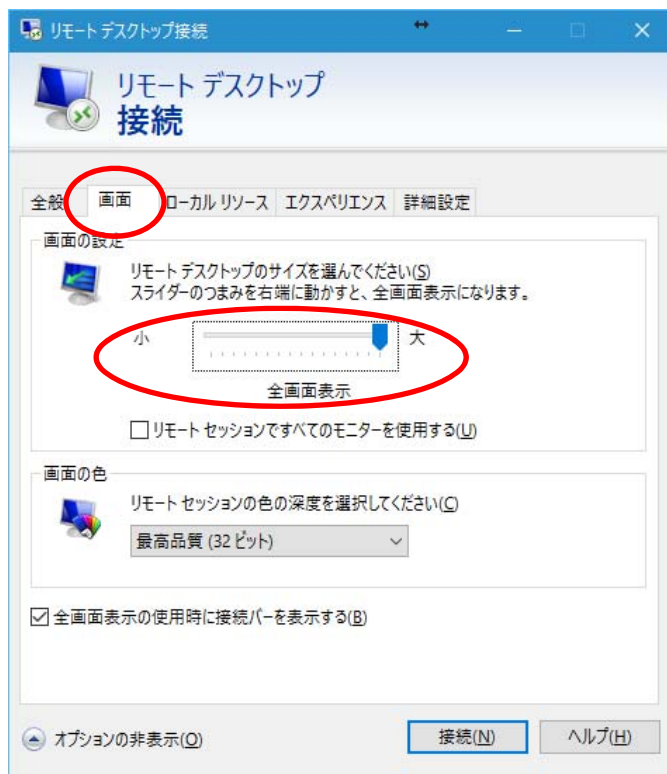 リモート デスクトップ接続
リモート デスクトップ
接続
全般 画面 ローカル リソース エクスペリエンス 詳細設定
画面の設定
リモート デスクトップのサイズを選んでください(S)
スライダーのつまみを右端に動かすと、全画面表示になります。
小 大
全画面表示
リモート セッションですべてのモニターを使用する(U)
画面の色
リモート セッションの色の深度を選択してください(C)
最高品質 (32 ビット)
全画面表示の使用時に接続バーを表示する(B)
オプションの非表示(O) 接続(N) ヘルプ(H)